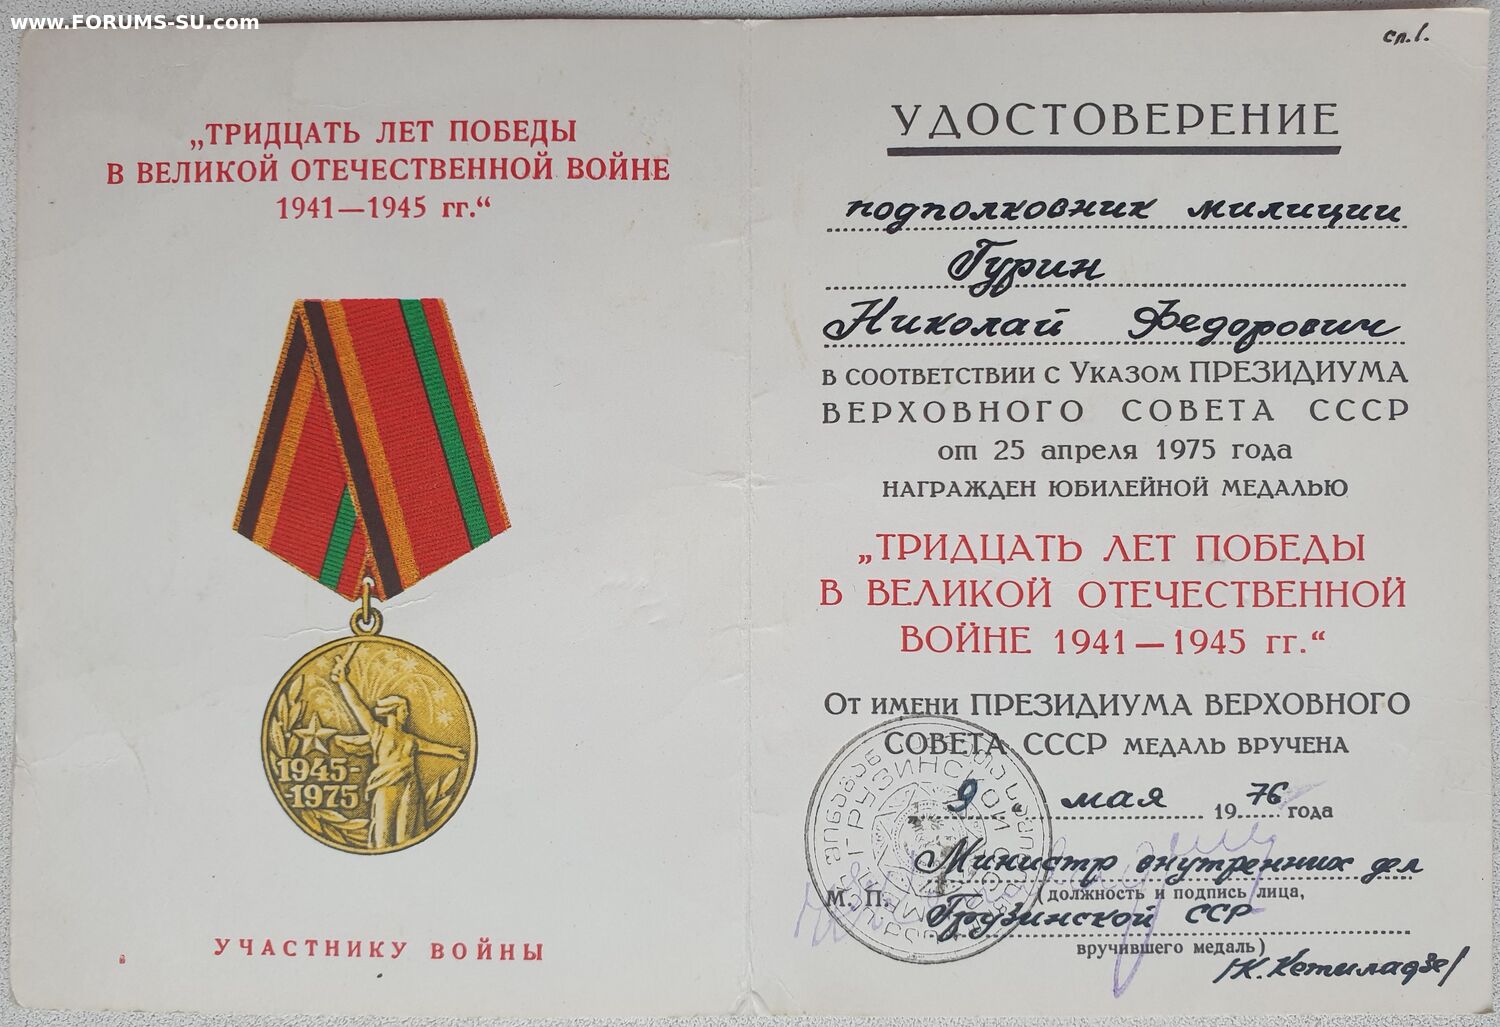 www.FORUMS-SU.com
„ТРИДЦАТЬ ЛЕТ ПОБЕДЫ
В ВЕЛИКОЙ ОТЕЧЕСТВЕННОЙ ВОЙНЕ
1941—1945 гг.“
1945-
-1975
УЧАСТНИКУ ВОЙНЫ
сп.1.
УДОСТОВЕРЕНИЕ
подполковник милиции
Гурин
Николай Федорович
в соответствии с Указом ПРЕЗИДИУМА
ВЕРХОВНОГО СОВЕТА СССР
от 25 апреля 1975 года
НАГРАЖДЕН ЮБИЛЕЙНОЙ МЕДАЛЬЮ
„ТРИДЦАТЬ ЛЕТ ПОБЕДЫ
В ВЕЛИКОЙ ОТЕЧЕСТВЕННОЙ
ВОЙНЕ 1941—1945 гг.“
От имени ПРЕЗИДИУМА ВЕРХОВНОГО
СОВЕТА СССР МЕДАЛЬ ВРУЧЕНА
„9“ мая 1976 года
Министр внутренних дел
М. П. (должность и подпись лица,
Грузинской ССР
вручившего медаль)
/К. Кетиладзе/
ГРУЗИНСКОЙ